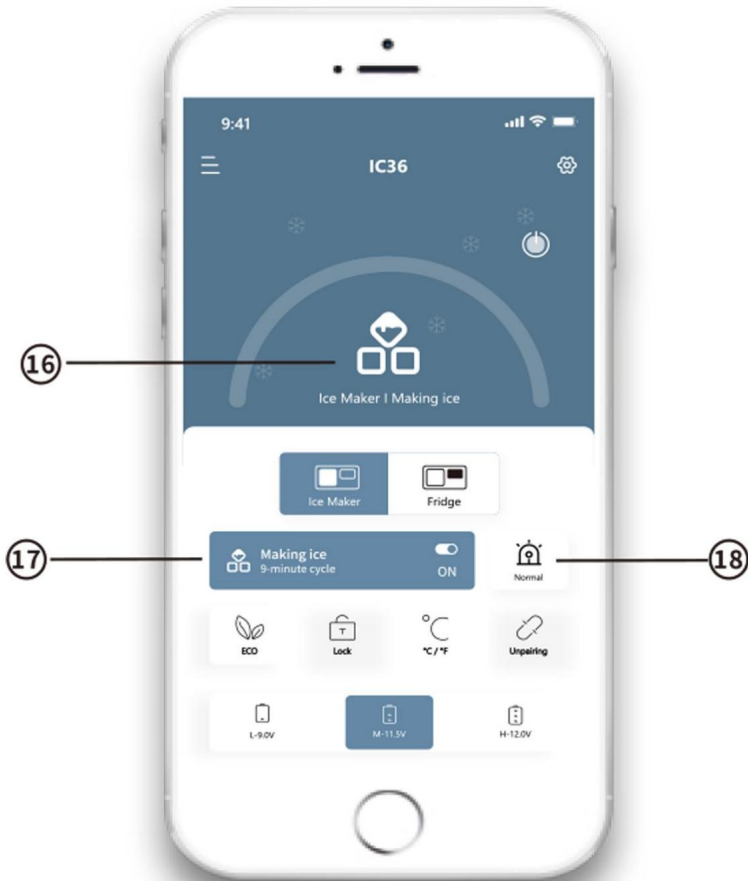 9:41
IC36
16
Ice Maker I Making ice
Ice Maker
Fridge
17
Making ice
9-minute cycle
ON
Normal
18
ECO
T
Lock
°C
°C / °F
Unpairing
L-9.0V
M-11.5V
H-12.0V